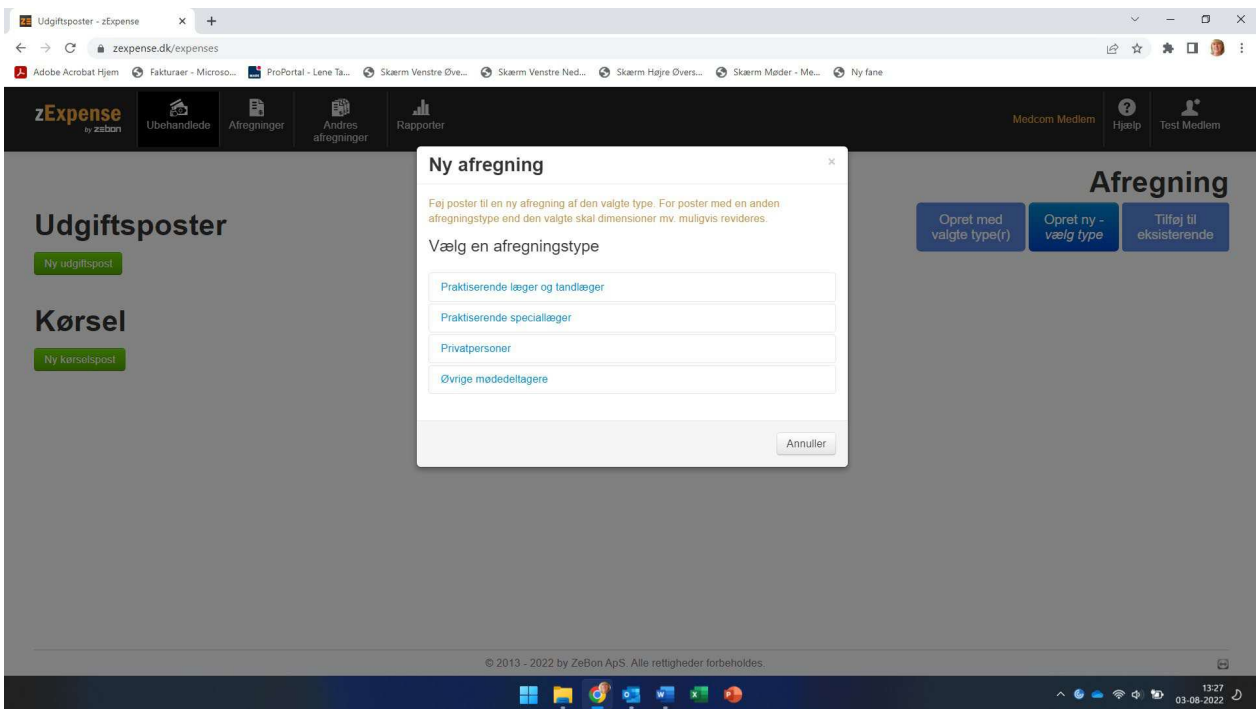 Udgiftsposter - zExpense
zexpense.dk/expenses
Adobe Acrobat Hjem Fakturaer - Microso... ProPortal - Lene Ta... Skærm Venstre Øve... Skærm Venstre Ned... Skærm Højre Øvers... Skærm Møder - Me... Ny fane
zExpense
by zebon
Ubehandlede
Afregninger
Andres
afregninger
Rapporter
Medcom Medlem
Hjælp
Test Medlem
Ny afregning
Føj poster til en ny afregning af den valgte type. For poster med en anden
afregningstype end den valgte skal dimensioner mv. muligvis revideres.
Vælg en afregningstype
Praktiserende læger og tandlæger
Praktiserende speciallæger
Privatpersoner
Øvrige mødedeltagere
Annuller
Afregning
Opret med
valgte type(r)
Opret ny -
vælg type
Tilføj til
eksisterende
Udgiftsposter
Ny udgiftspost
Kørsel
Ny kørselspost
© 2013 - 2022 by ZeBon ApS. Alle rettigheder forbeholdes.
13:27
03-08-2022